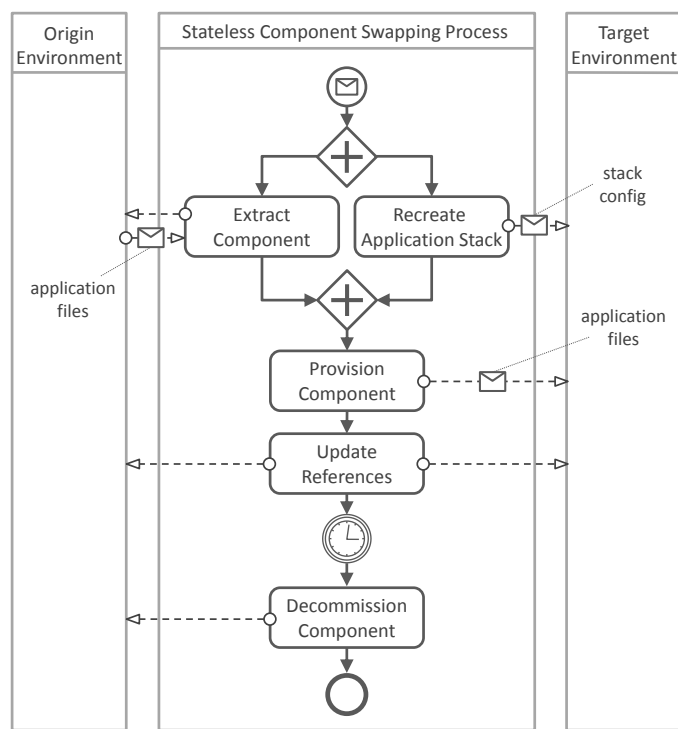 Origin
Environment
Stateless Component Swapping Process
Target
Environment
stack
config
Extract
Component
Recreate
Application Stack
application
files
application
files
Provision
Component
Update
References
Decommission
Component